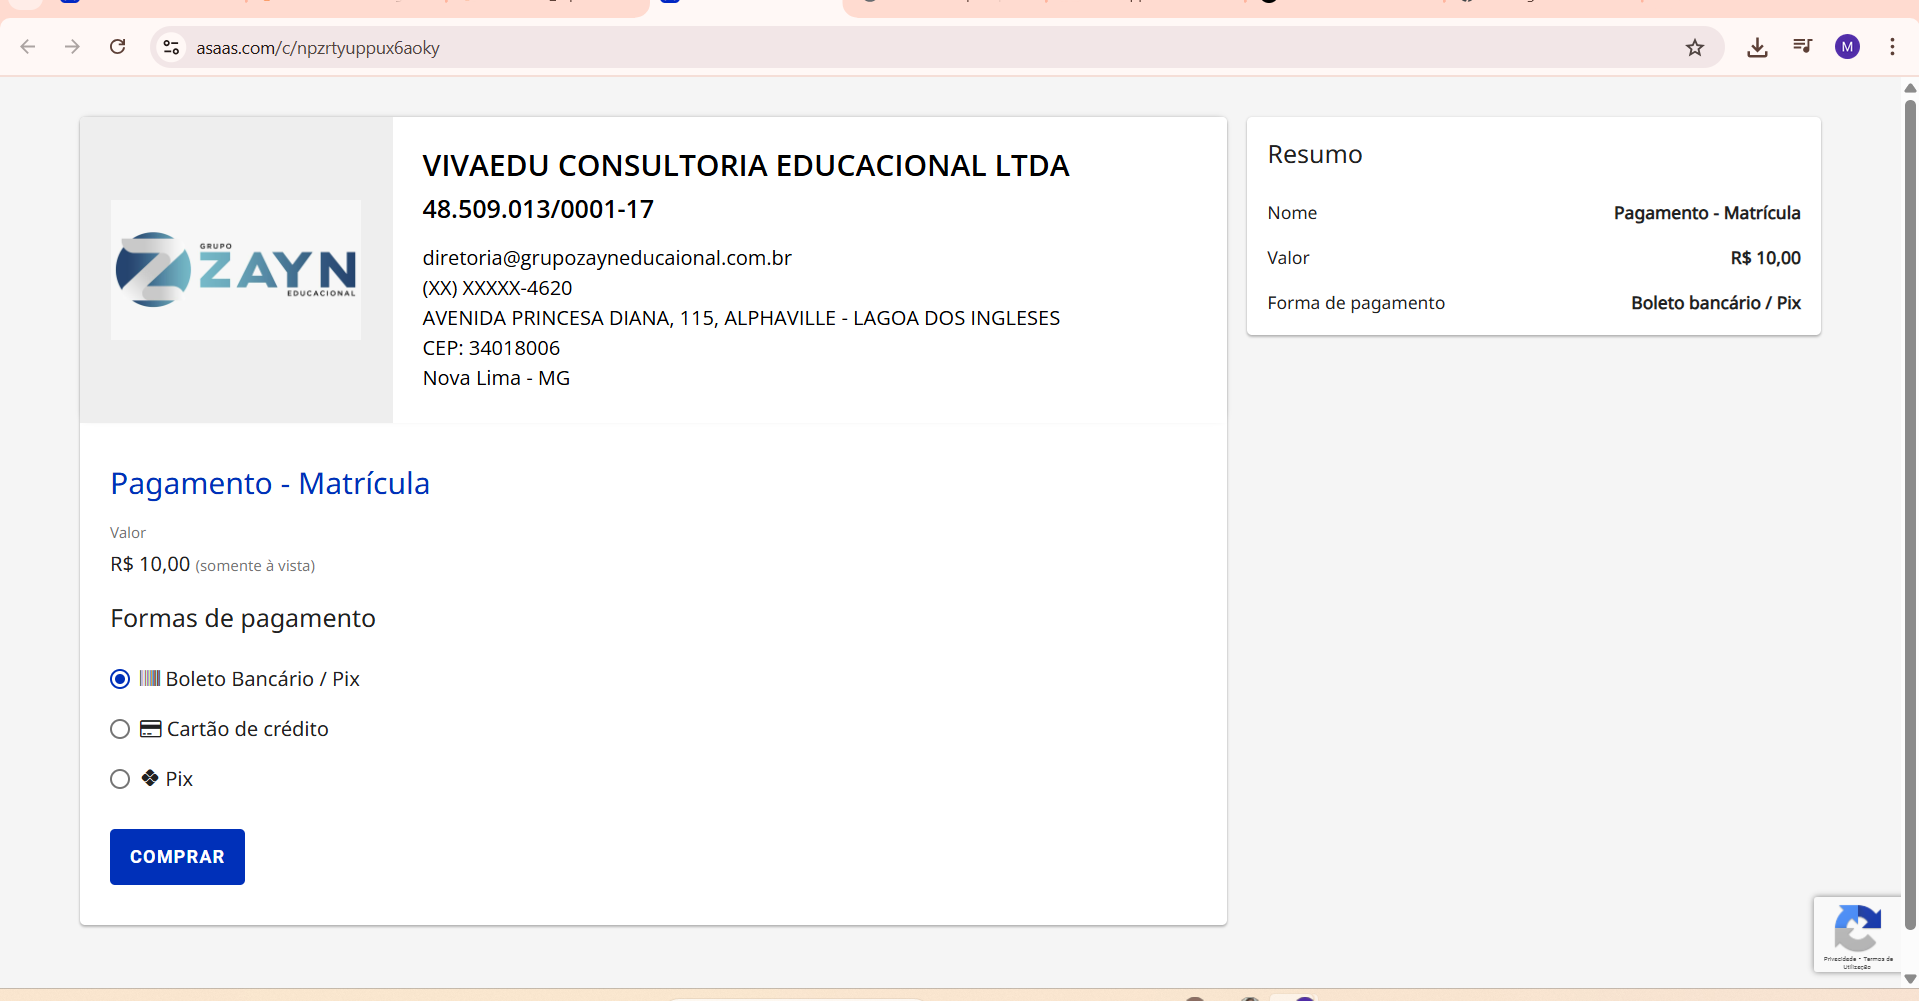 asaas.com/c/npzrtyuppux6aoky
M
GRUPO
ZAYN
EDUCACIONAL
VIVAEDU CONSULTORIA EDUCACIONAL LTDA
48.509.013/0001-17
diretoria@grupozayneducaional.com.br
(XX) XXXXX-4620
AVENIDA PRINCESA DIANA, 115, ALPHAVILLE - LAGOA DOS INGLESES
CEP: 34018006
Nova Lima - MG
Resumo
Nome Pagamento - Matrícula
Valor R$ 10,00
Forma de pagamento Boleto bancário / Pix
Pagamento - Matrícula
Valor
R$ 10,00 (somente à vista)
Formas de pagamento
Boleto Bancário / Pix
Cartão de crédito
Pix
COMPRAR
Privacidade - Termos de
Utilização